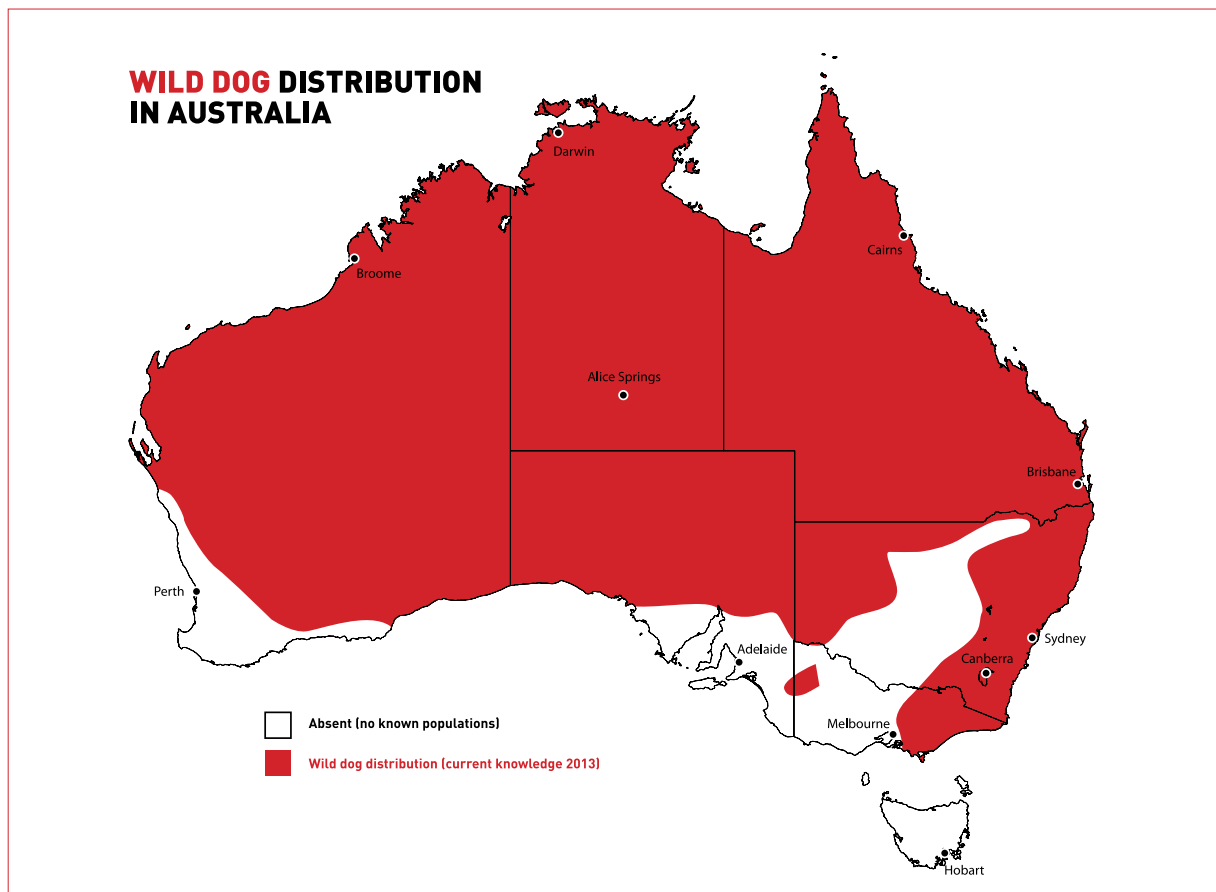 WILD DOG DISTRIBUTION
IN AUSTRALIA
Darwin
Cairns
Broome
Alice Springs
Brisbane
Perth
Sydney
Adelaide
Canberra
Melbourne
Absent (no known populations)
Wild dog distribution (current knowledge 2013)
Hobart